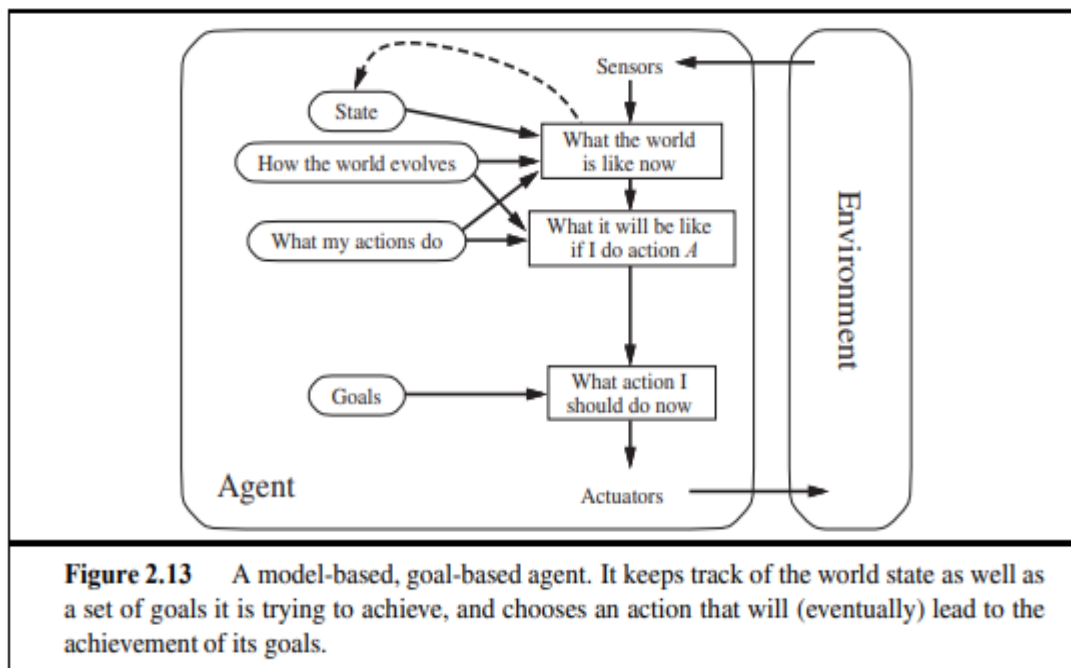 Sensors
State
What the world
is like now
How the world evolves
What my actions do
What it will be like
if I do action A
Goals
What action I
should do now
Agent
Actuators
Environment
Figure 2.13 A model-based, goal-based agent. It keeps track of the world state as well as
a set of goals it is trying to achieve, and chooses an action that will (eventually) lead to the
achievement of its goals.